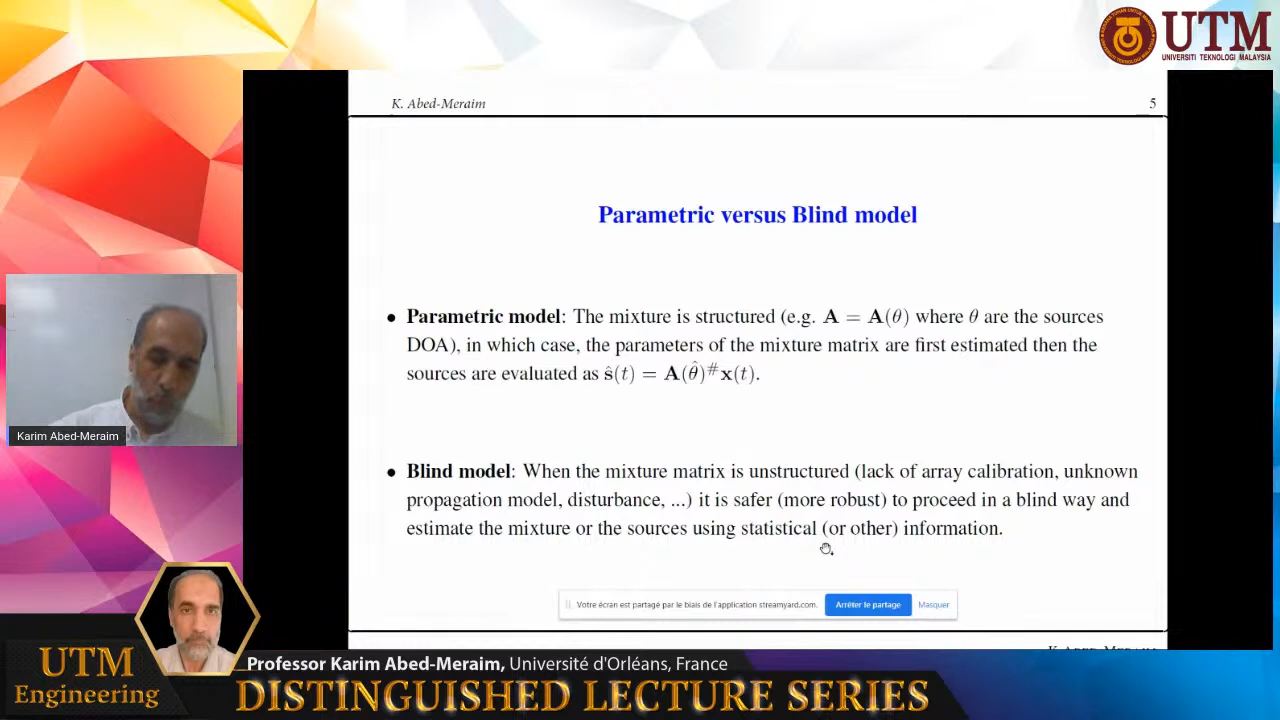 UTM
UNIVERSITI TEKNOLOGI MALAYSIA
K. Abed-Meraim
5
Parametric versus Blind model
• Parametric model: The mixture is structured (e.g. A = A(θ) where θ are the sources
DOA), in which case, the parameters of the mixture matrix are first estimated then the
sources are evaluated as ŝ(t) = A(θ̂)^# x(t).
• Blind model: When the mixture matrix is unstructured (lack of array calibration, unknown
propagation model, disturbance, ...) it is safer (more robust) to proceed in a blind way and
estimate the mixture or the sources using statistical (or other) information.
Karim Abed-Meraim
Votre écran est partagé par le biais de l'application streamyard.com.
Arrêter le partage
Masquer
UTM
Engineering
Professor Karim Abed-Meraim, Université d'Orléans, France
DISTINGUISHED LECTURE SERIES